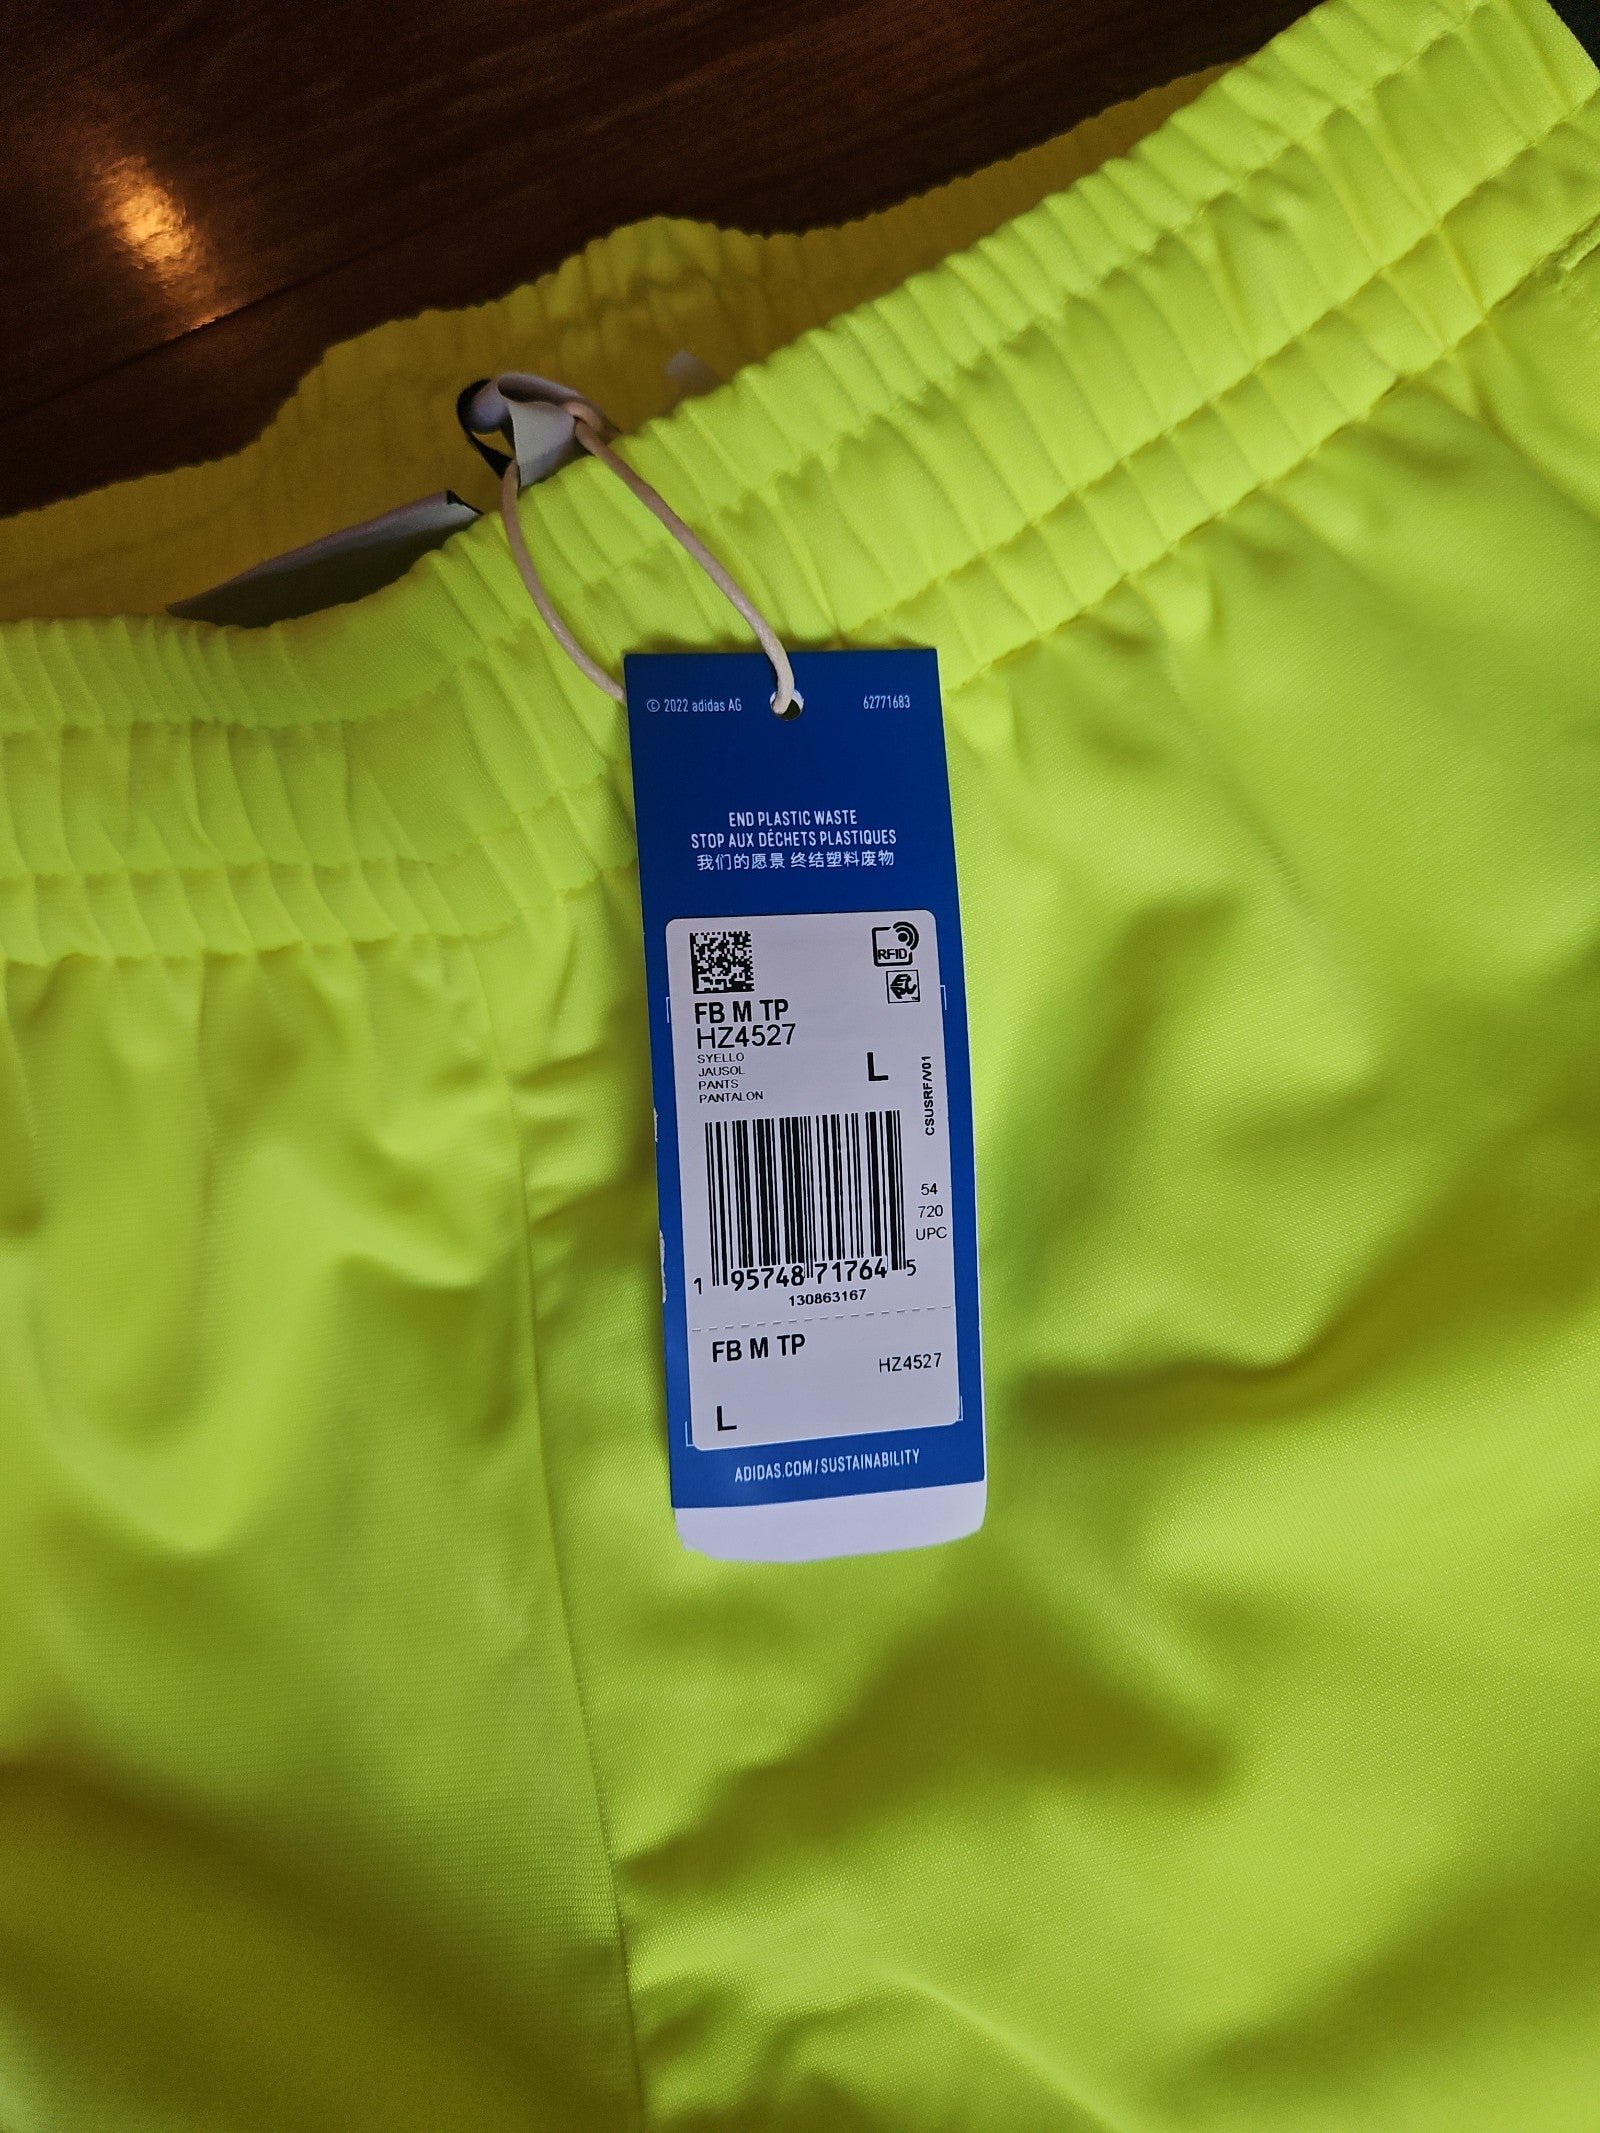 © 2022 adidas AG
62771683
END PLASTIC WASTE
STOP AUX DÉCHETS PLASTIQUES
我们的愿景 终结塑料废物
RFID
FB M TP
HZ4527
SYELLO
JAUSOL
PANTS
PANTALON
L
CSUSRF/V01
54
720
UPC
1 95748 71764 5
130863167
FB M TP
HZ4527
L
ADIDAS.COM/SUSTAINABILITY